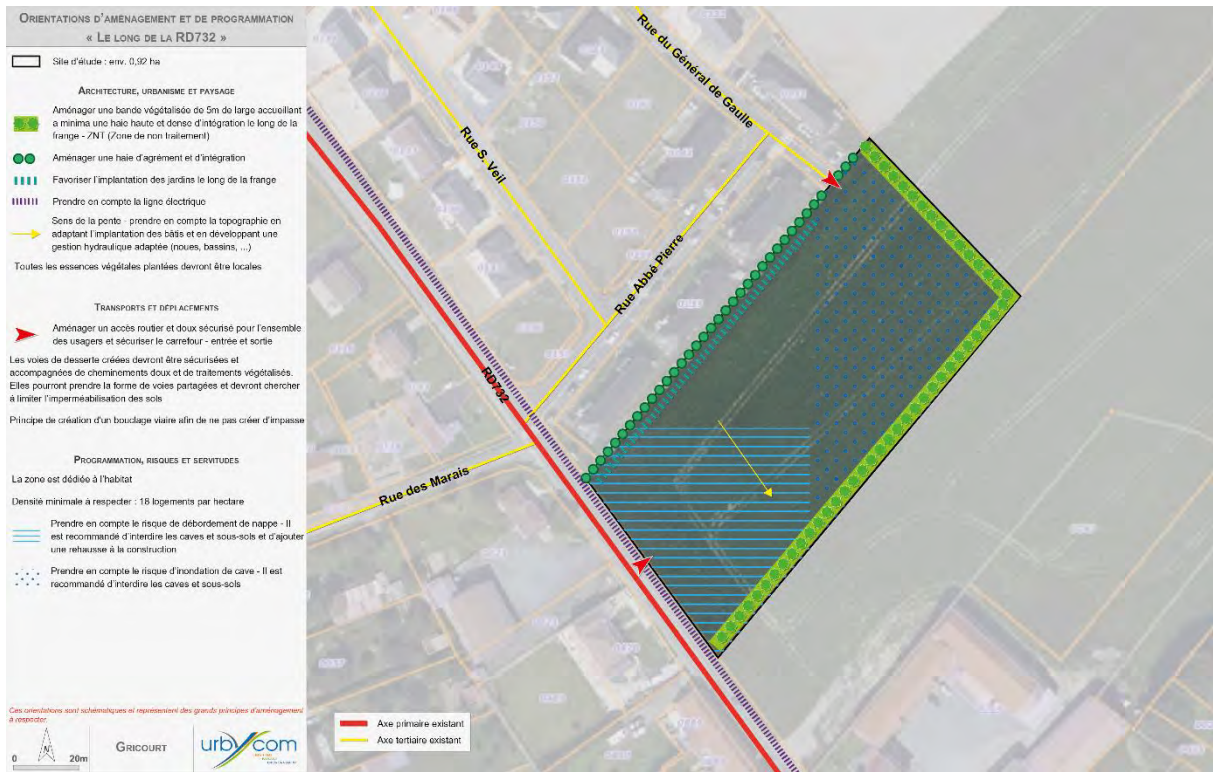 ORIENTATIONS D'AMÉNAGEMENT ET DE PROGRAMMATION
« LE LONG DE LA RD732 »
Site d'étude : env. 0,92 ha
ARCHITECTURE, URBANISME ET PAYSAGE
Aménager une bande végétalisée de 5m de large accueillant
a minima une haie haute et dense d'intégration le long de la
frange - ZNT (Zone de non traitement)
Aménager une haie d'agrément et d'intégration
Favoriser l'implantation des jardins le long de la frange
Prendre en compte la ligne électrique
Sens de la pente - prendre en compte la topographie en
adaptant l'implantation des bâtis et en développant une
gestion hydraulique adaptée (noues, bassins, ...)
Toutes les essences végétales plantées devront être locales
TRANSPORTS ET DÉPLACEMENTS
Aménager un accès routier et doux sécurisé pour l'ensemble
des usagers et sécuriser le carrefour - entrée et sortie
Les voies de desserte créées devront être sécurisées et
accompagnées de cheminements doux et de traitements végétalisés.
Elles pourront prendre la forme de voies partagées et devront chercher
à limiter l'imperméabilisation des sols
Principe de création d'un bouclage viaire afin de ne pas créer d'impasse
PROGRAMMATION, RISQUES ET SERVITUDES
La zone est dédiée à l'habitat
Densité minimale à respecter : 18 logements par hectare
Prendre en compte le risque de débordement de nappe - Il
est recommandé d'interdire les caves et sous-sols et d'ajouter
une rehausse à la construction
Prendre en compte le risque d'inondation de cave - Il est
recommandé d'interdire les caves et sous-sols
Ces orientations sont schématiques et représentent des grands principes d'aménagement
à respecter.
0 N 20m
GRICOURT
urbycom
Rue du Général de Gaulle
Rue S. Veil
Rue Abbé Pierre
RD732
Rue des Marais
Axe primaire existant
Axe tertiaire existant